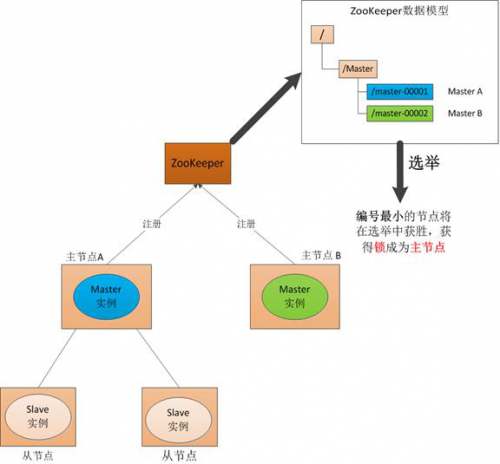 ZooKeeper数据模型
/
/Master
/master-00001 Master A
/master-00002 Master B
ZooKeeper
选举
编号最小的节点将
在选举中获胜，获
得锁成为主节点
注册
注册
主节点A
主节点 B
Master
实例
Master
实例
Slave
实例
Slave
实例
从节点
从节点